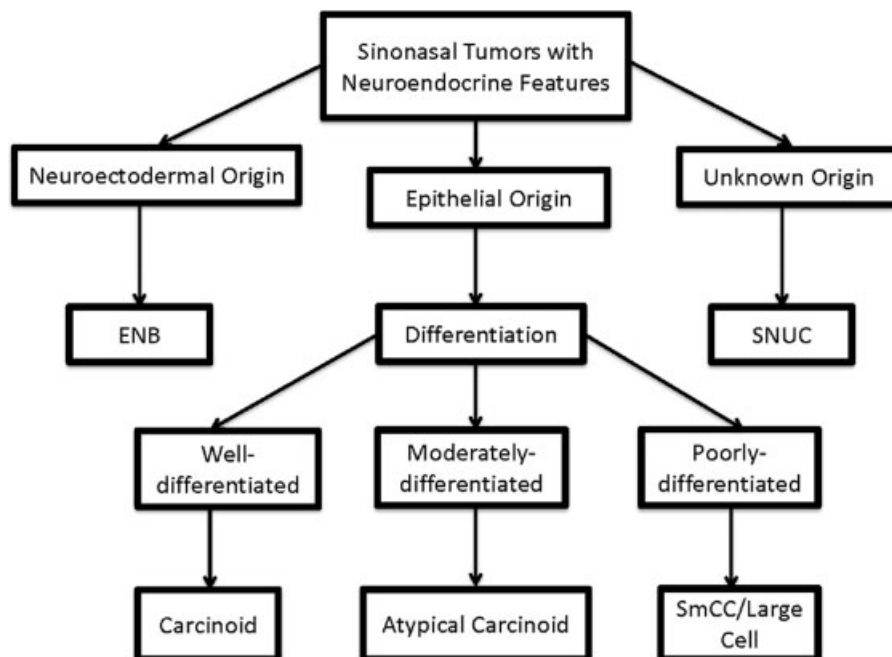 Sinonasal Tumors with
Neuroendocrine Features
Neuroectodermal Origin
Epithelial Origin
Unknown Origin
ENB
Differentiation
SNUC
Well-
differentiated
Moderately-
differentiated
Poorly-
differentiated
Carcinoid
Atypical Carcinoid
SmCC/Large
Cell